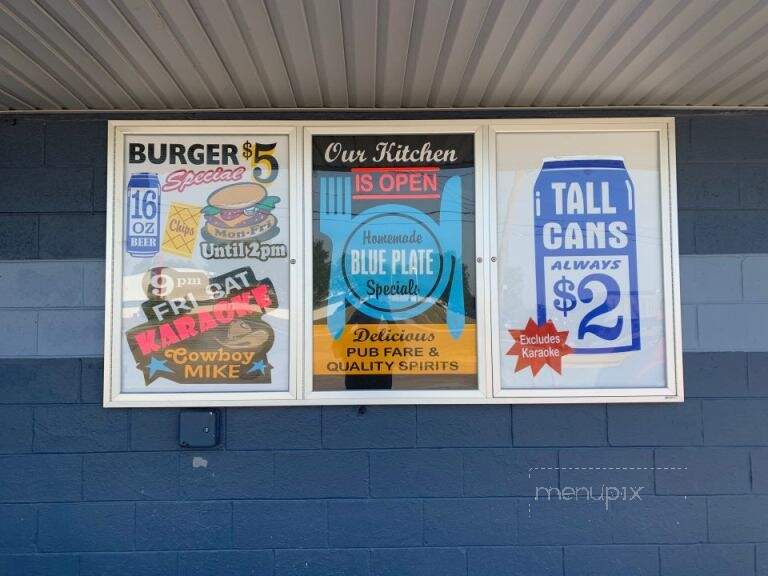 BURGER $5
Special
16
OZ
BEER
Chips
Mon-Fri
Until 2pm
9pm
FRI SAT
KARAOKE
Cowboy
MIKE
Our Kitchen
IS OPEN
Homemade
BLUE PLATE
Specials
Delicious
PUB FARE &
QUALITY SPIRITS
TALL
CANS
ALWAYS
$2
Excludes
Karaoke
menupix